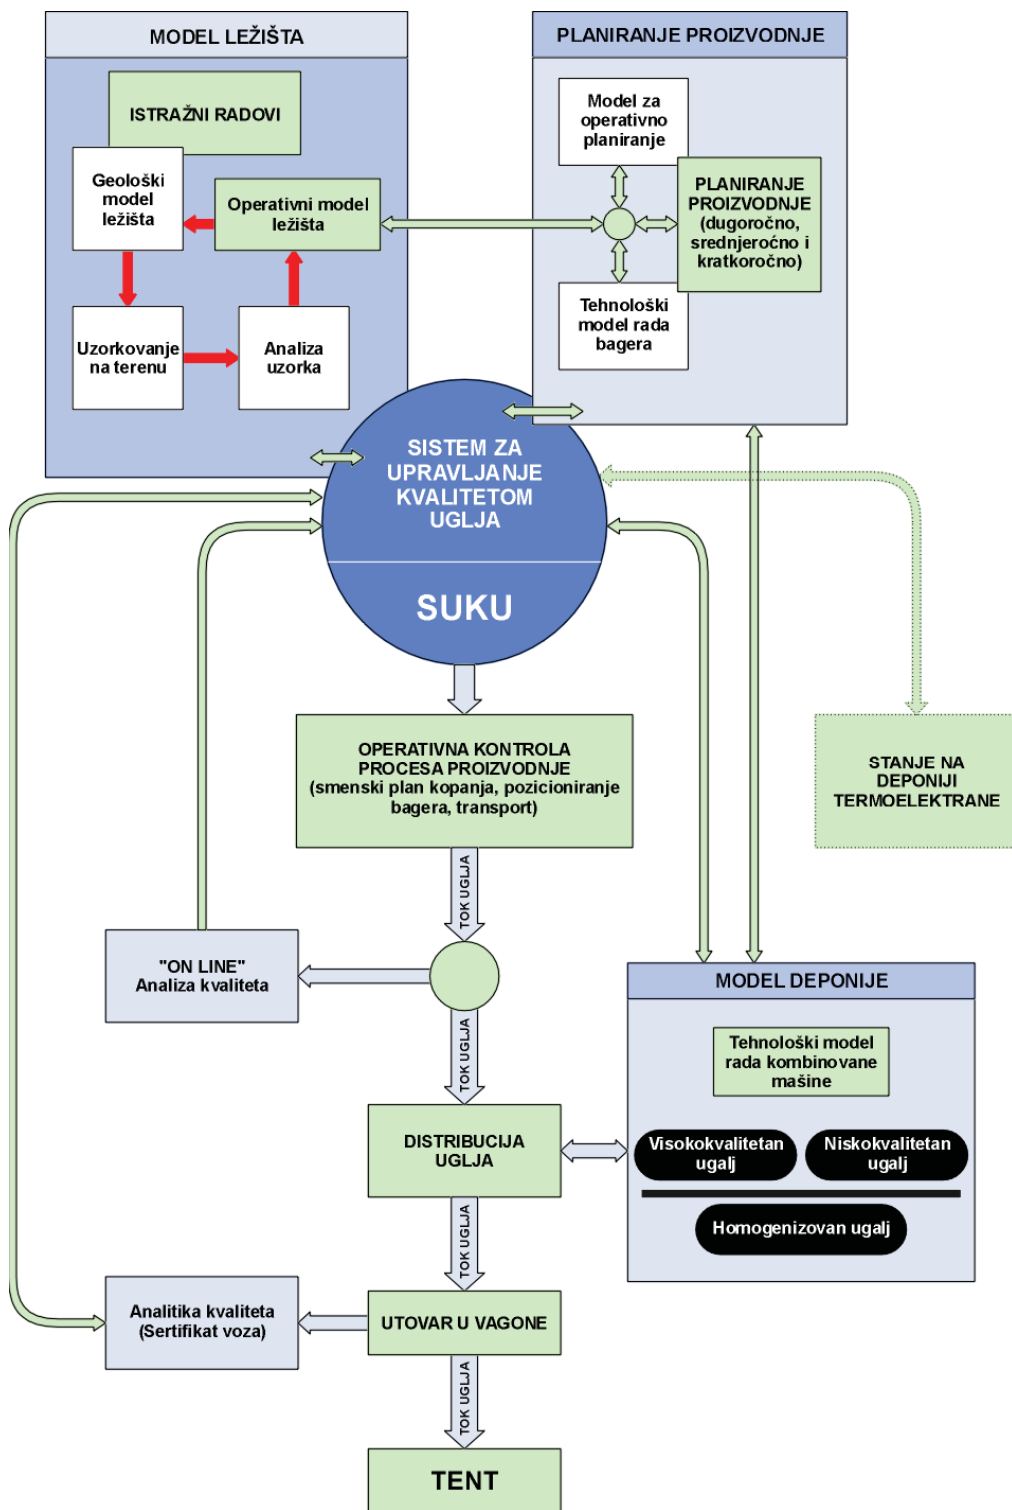 MODEL LEŽIŠTA
ISTRAŽNI RADOVI
Geološki
model
ležišta
Operativni model
ležišta
Uzorkovanje
na terenu
Analiza
uzorka
PLANIRANJE PROIZVODNJE
Model za
operativno
planiranje
PLANIRANJE
PROIZVODNJE
(dugoročno,
srednjeročno i
kratkoročno)
Tehnološki
model rada
bagera
SISTEM ZA
UPRAVLJANJE
KVALITETOM
UGLJA
SUKU
OPERATIVNA KONTROLA
PROCESA PROIZVODNJE
(smenski plan kopanja, pozicioniranje
bagera, transport)
STANJE NA
DEPONIJI
TERMOELEKTRANE
TOK UGLJA
"ON LINE"
Analiza kvaliteta
TOK UGLJA
MODEL DEPONIJE
Tehnološki model
rada kombinovane
mašine
Visokokvalitetan
ugalj
Niskokvalitetan
ugalj
Homogenizovan ugalj
DISTRIBUCIJA
UGLJA
TOK UGLJA
Analitika kvaliteta
(Sertifikat voza)
UTOVAR U VAGONE
TOK UGLJA
TENT